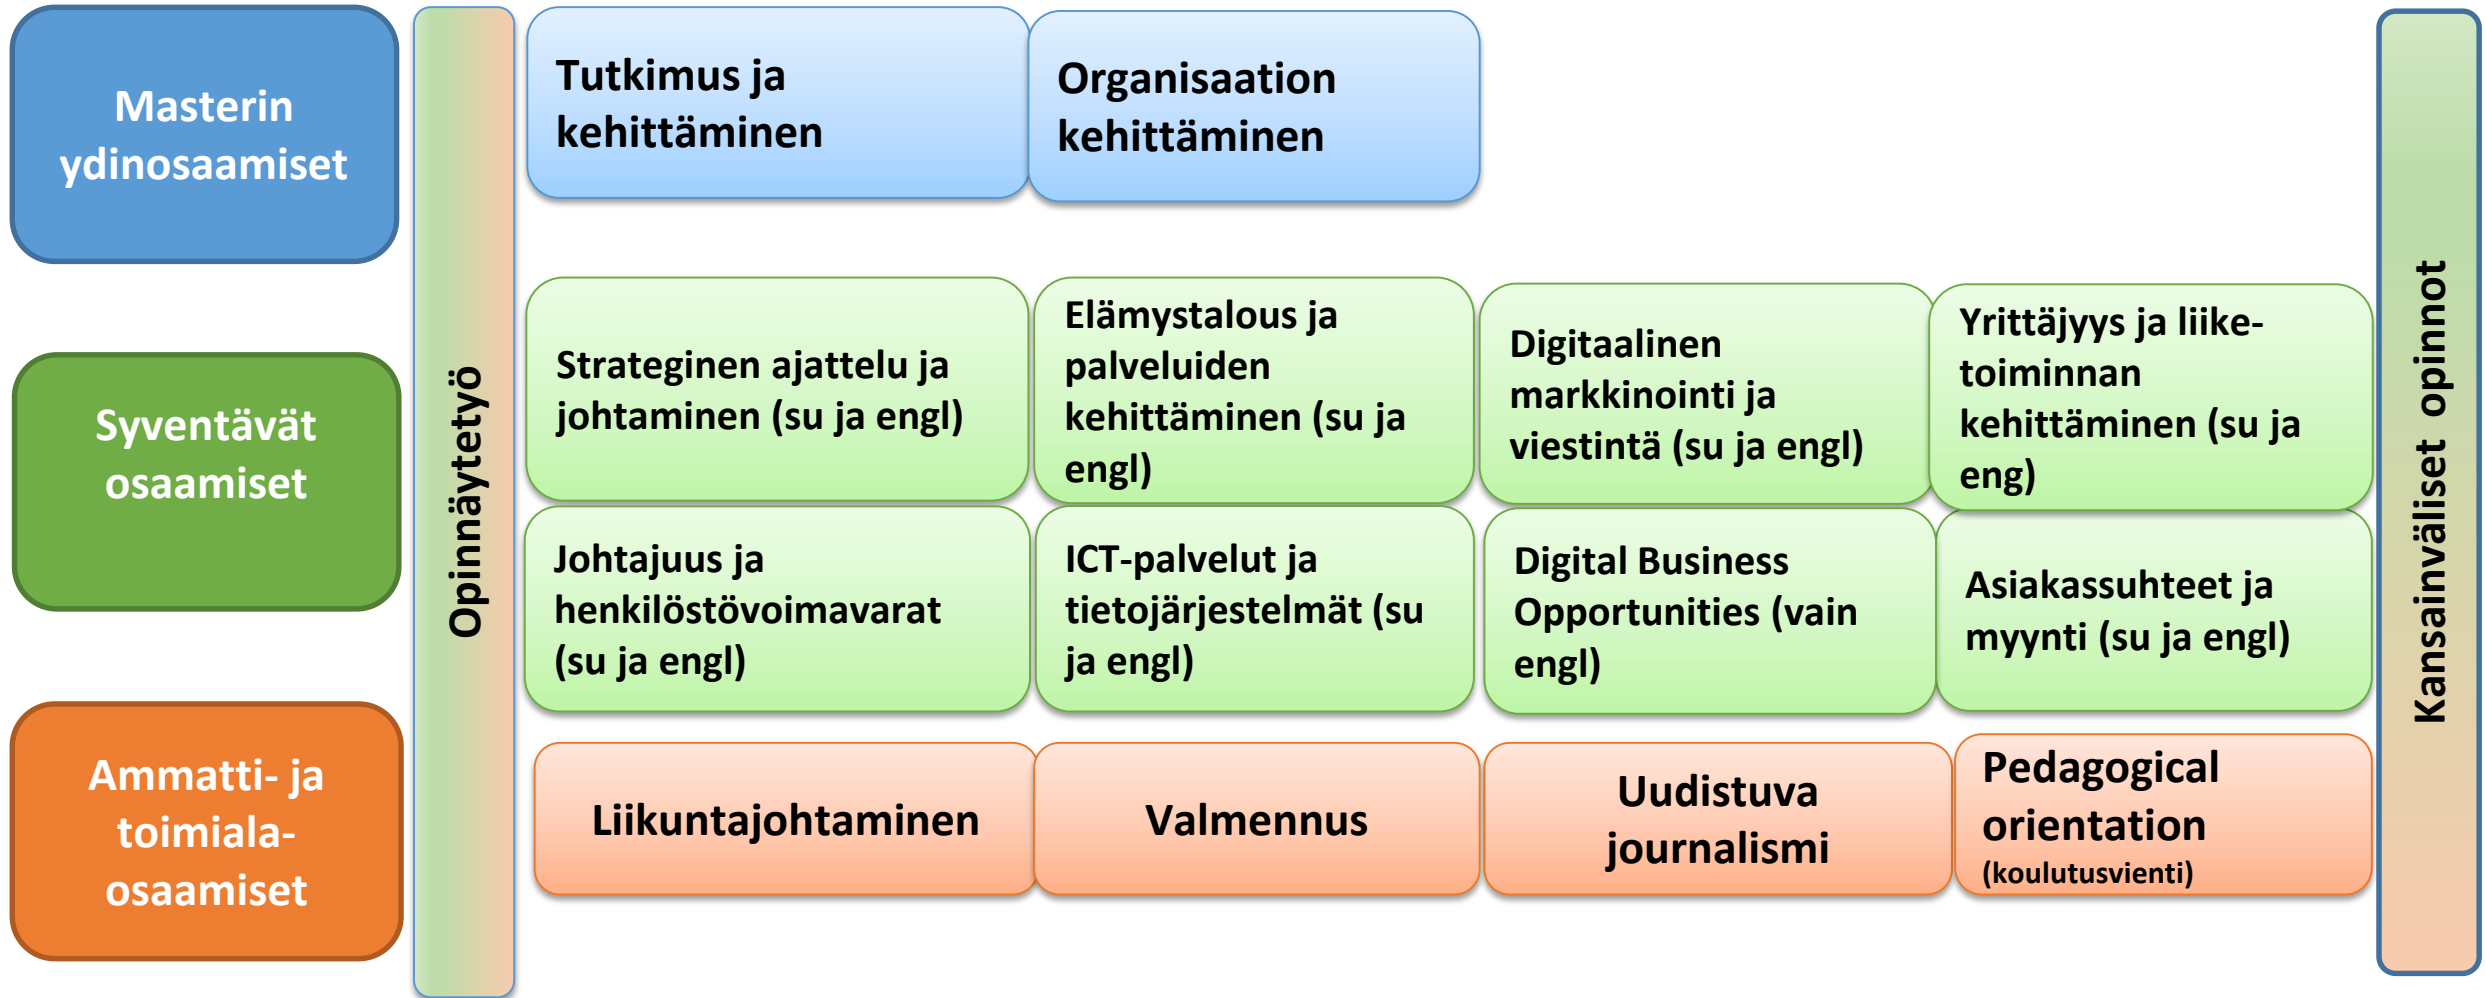 Masterin
ydinosaamiset
Tutkimus ja
kehittäminen
Organisaation
kehittäminen
Opinnäytetyö
Syventävät
osaamiset
Strateginen ajattelu ja
johtaminen (su ja engl)
Elämystalous ja
palveluiden
kehittäminen (su ja
engl)
Digitaalinen
markkinointi ja
viestintä (su ja engl)
Yrittäjyys ja liike-
toiminnan
kehittäminen (su ja
eng)
Johtajuus ja
henkilöstövoimavarat
(su ja engl)
ICT-palvelut ja
tietojärjestelmät (su
ja engl)
Digital Business
Opportunities (vain
engl)
Asiakassuhteet ja
myynti (su ja engl)
Ammatti- ja
toimiala-
osaamiset
Liikuntajohtaminen
Valmennus
Uudistuva
journalismi
Pedagogical
orientation
(koulutusvienti)
Kansainväliset opinnot